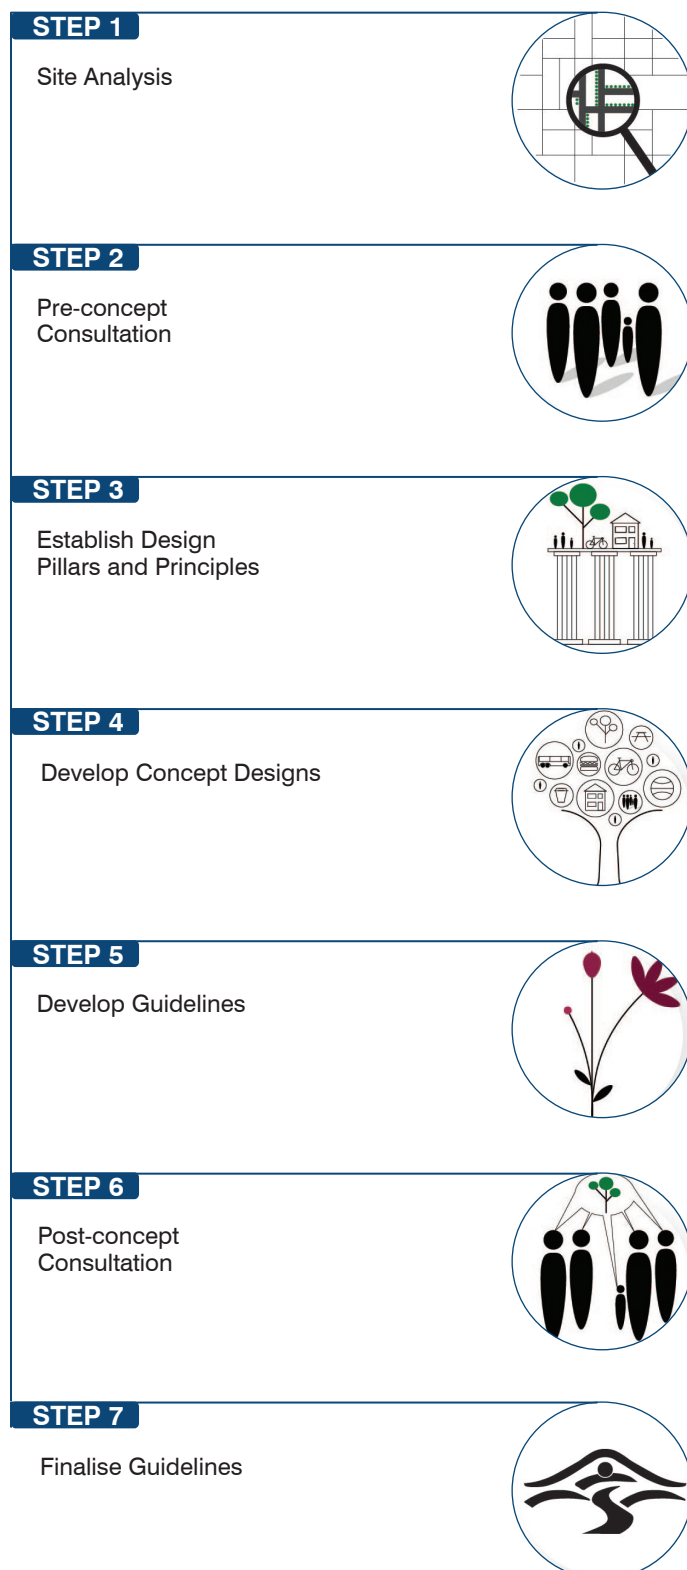 STEP 1
Site Analysis
STEP 2
Pre-concept
Consultation
STEP 3
Establish Design
Pillars and Principles
STEP 4
Develop Concept Designs
STEP 5
Develop Guidelines
STEP 6
Post-concept
Consultation
STEP 7
Finalise Guidelines